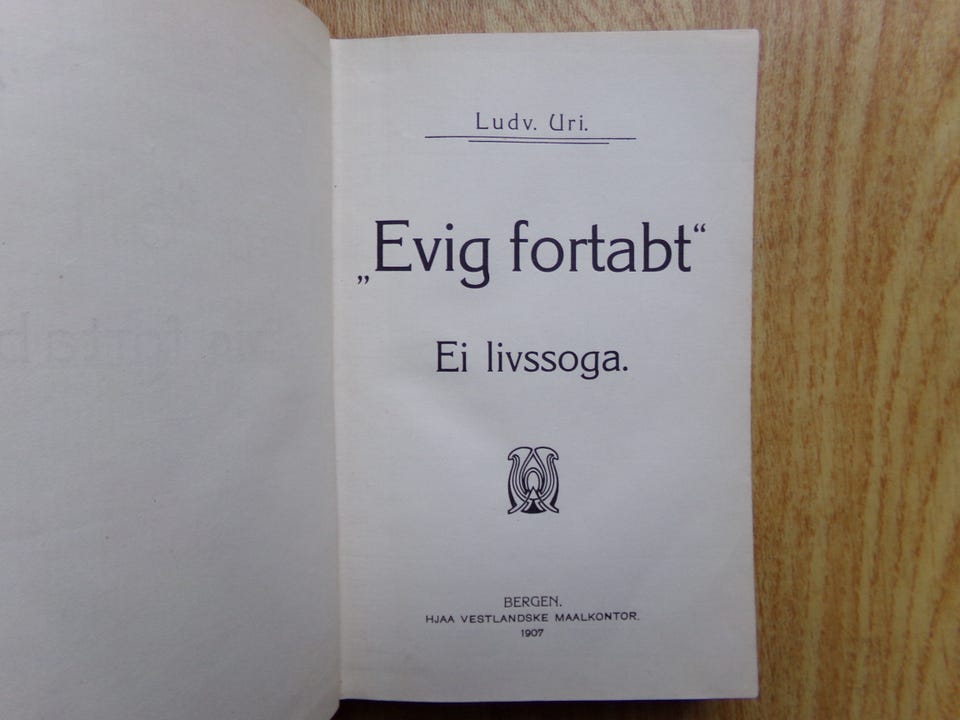 Ludv. Uri.
„Evig fortabt“
Ei livssoga.
BERGEN.
HJAA VESTLANDSKE MAALKONTOR.
1907